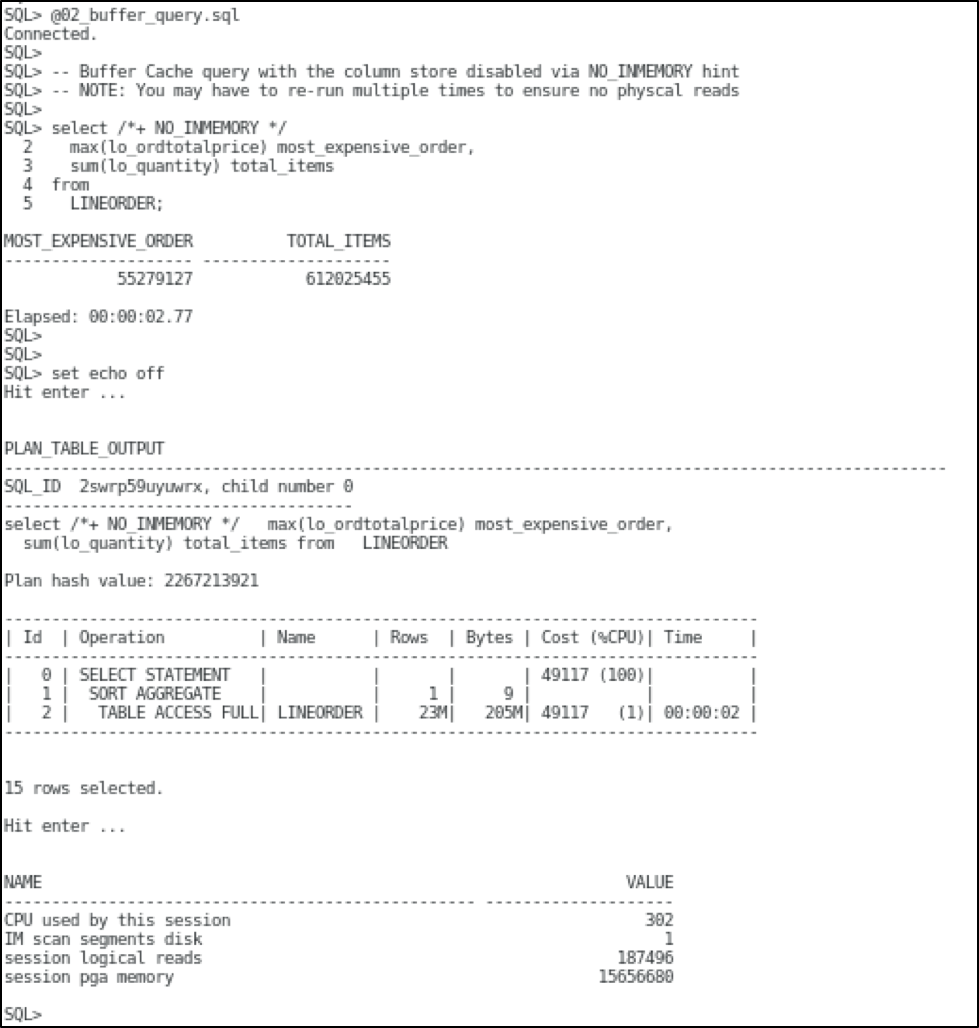 SQL> @02_buffer_query.sql
Connected.
SQL>
SQL> -- Buffer Cache query with the column store disabled via NO_INMEMORY hint
SQL> -- NOTE: You may have to re-run multiple times to ensure no physcal reads
SQL>
SQL> select /*+ NO_INMEMORY */
  2    max(lo_ordtotalprice) most_expensive_order,
  3    sum(lo_quantity) total_items
  4  from
  5    LINEORDER;
MOST_EXPENSIVE_ORDER          TOTAL_ITEMS
-------------------- --------------------
            55279127            612025455
Elapsed: 00:00:02.77
SQL>
SQL>
SQL> set echo off
Hit enter ...
PLAN_TABLE_OUTPUT
----------------------------------------------------------------------------------------------------
SQL_ID  2swrp59uyuwrx, child number 0
-------------------------------------
select /*+ NO_INMEMORY */   max(lo_ordtotalprice) most_expensive_order,
  sum(lo_quantity) total_items from   LINEORDER
Plan hash value: 2267213921
--------------------------------------------------------------------------------
| Id  | Operation          | Name      | Rows  | Bytes | Cost (%CPU)| Time     |
--------------------------------------------------------------------------------
|   0 | SELECT STATEMENT   |           |       |       | 49117 (100)|          |
|   1 |  SORT AGGREGATE    |           |     1 |     9 |            |          |
|   2 |   TABLE ACCESS FULL| LINEORDER |    23M|   205M| 49117   (1)| 00:00:02 |
--------------------------------------------------------------------------------
15 rows selected.
Hit enter ...
NAME                                                              VALUE
-------------------------------------------------- --------------------
CPU used by this session                                            302
IM scan segments disk                                                 1
session logical reads                                            187496
session pga memory                                             15656680
SQL>